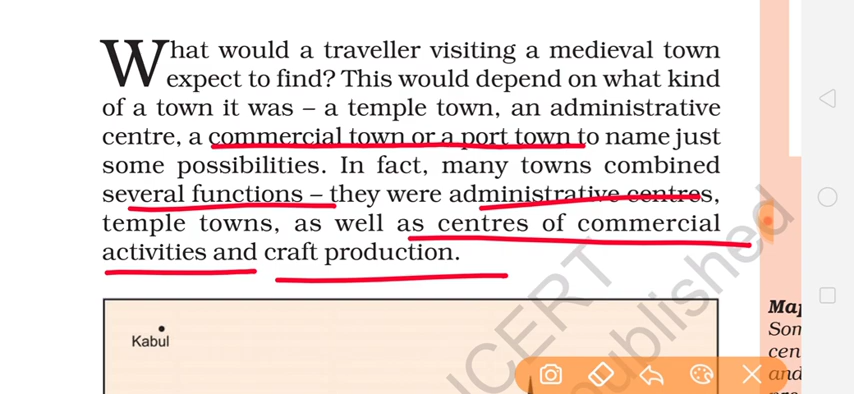 What would a traveller visiting a medieval town
expect to find? This would depend on what kind
of a town it was – a temple town, an administrative
centre, a commercial town or a port town to name just
some possibilities. In fact, many towns combined
several functions – they were administrative centres,
temple towns, as well as centres of commercial
activities and craft production.
Kabul
Som
cen
and
NCERT
published